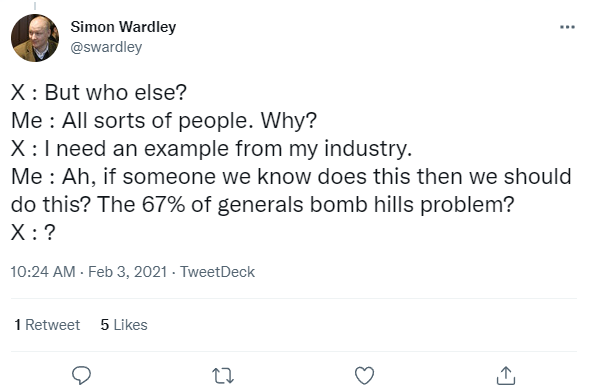 Simon Wardley
@swardley
X : But who else?
Me : All sorts of people. Why?
X : I need an example from my industry.
Me : Ah, if someone we know does this then we should
do this? The 67% of generals bomb hills problem?
X : ?
10:24 AM · Feb 3, 2021 · TweetDeck
1 Retweet 5 Likes